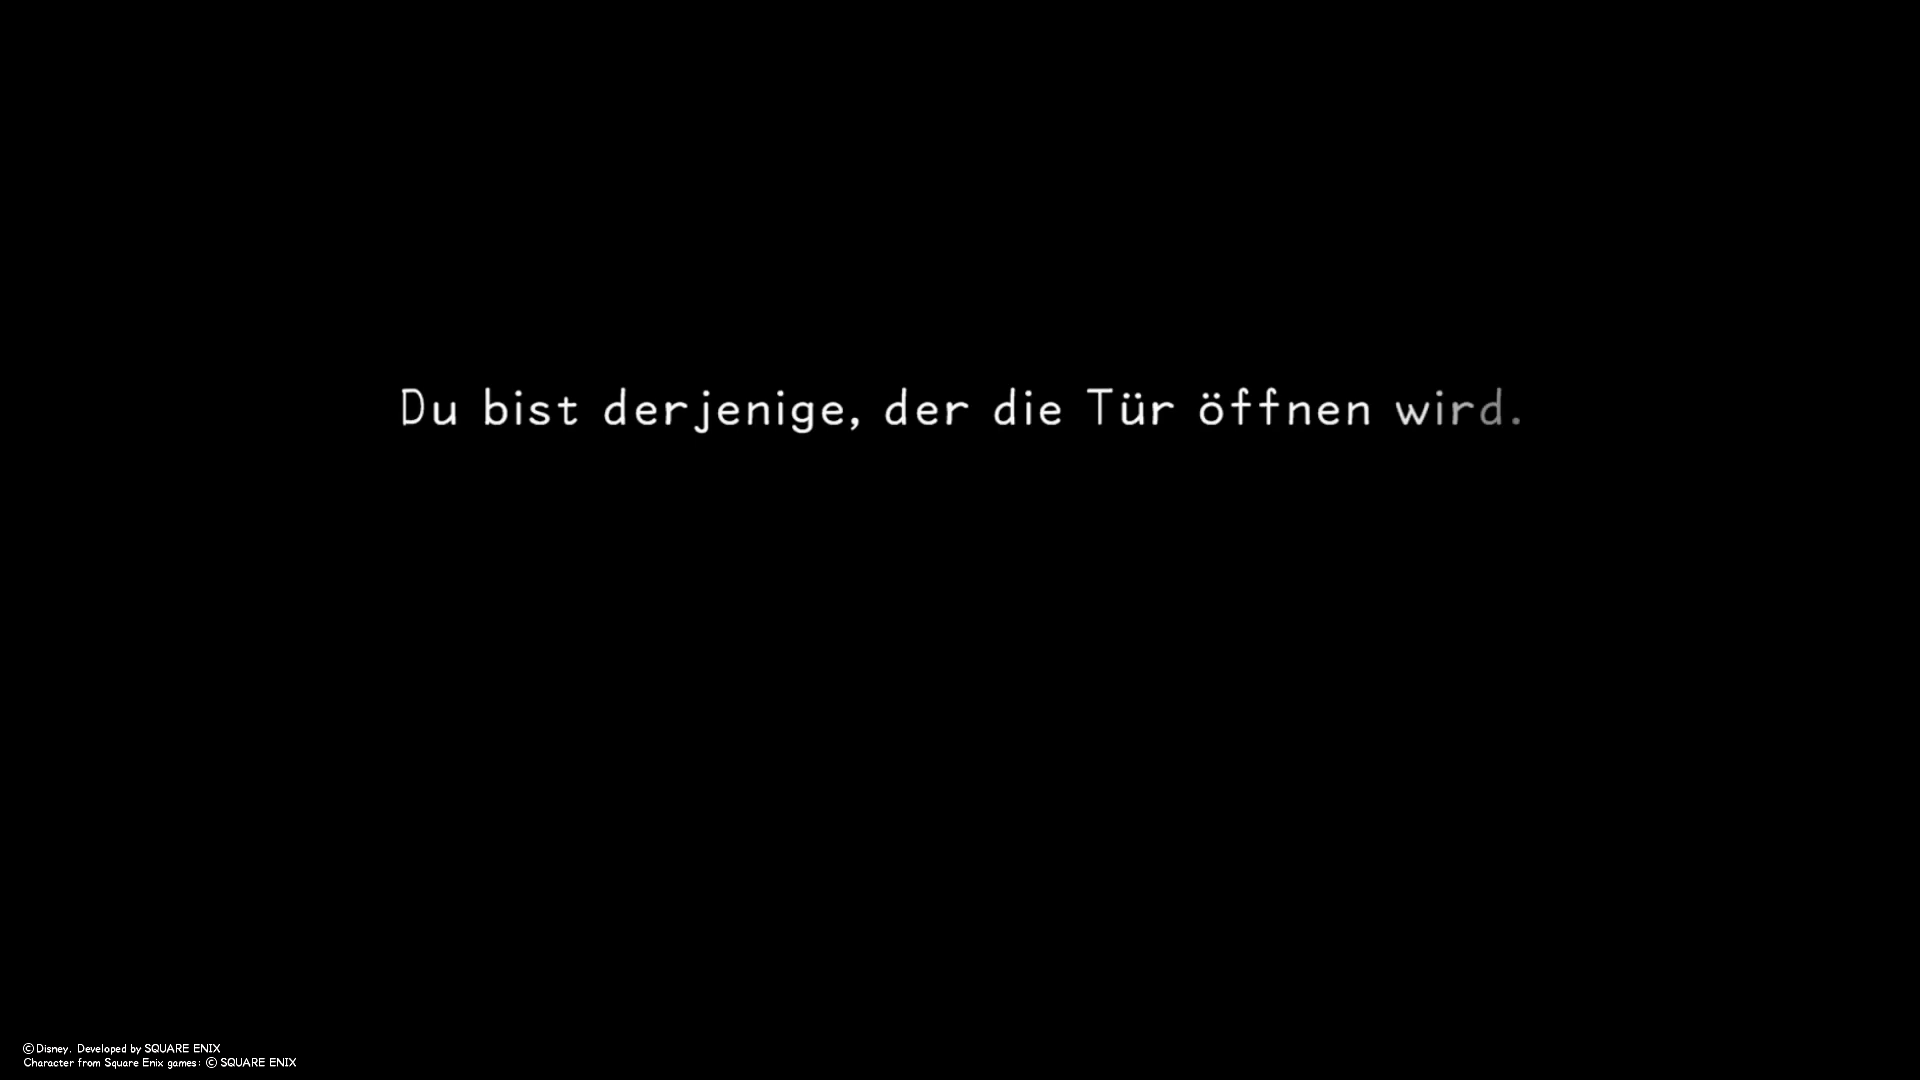 Du bist derjenige, der die Tür öffnen wird.
©Disney. Developed by SQUARE ENIX
Character from Square Enix games: © SQUARE ENIX